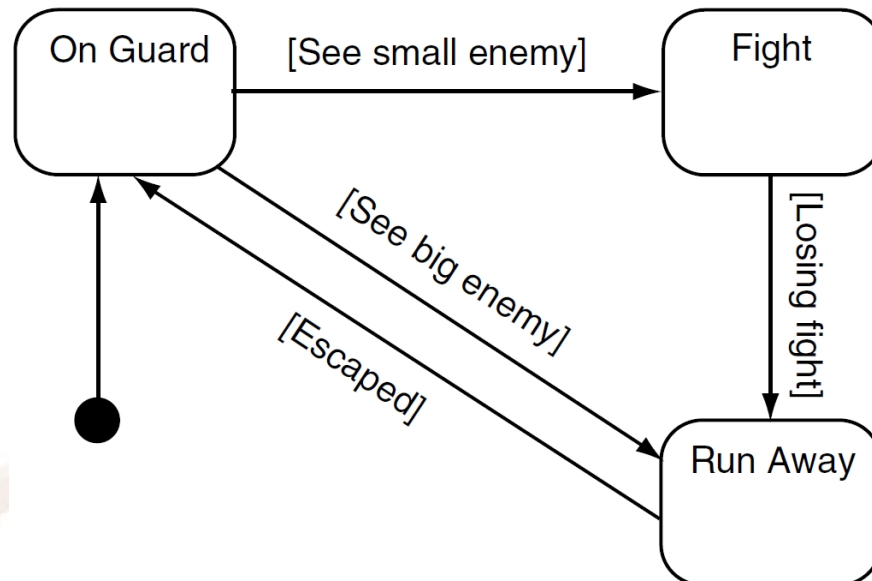 On Guard
[See small enemy]
Fight
[See big enemy]
[Losing fight]
[Escaped]
Run Away